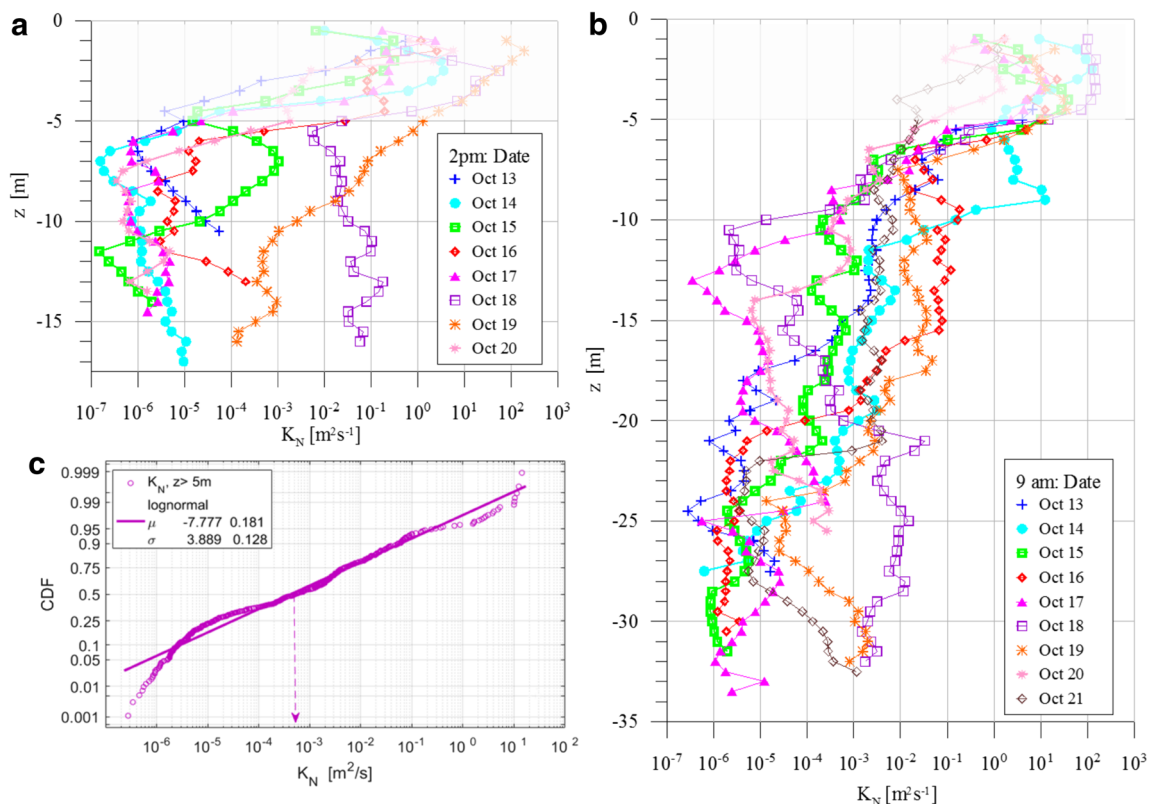 a
0
-5
-10
-15
z [m]
10-7 10-6 10-5 10-4 10-3 10-2 10-1 100 101 102 103
KN [m2s-1]
2pm: Date
Oct 13
Oct 14
Oct 15
Oct 16
Oct 17
Oct 18
Oct 19
Oct 20
b
0
-5
-10
-15
-20
-25
-30
-35
z [m]
10-7 10-6 10-5 10-4 10-3 10-2 10-1 100 101 102 103
KN [m2s-1]
9 am: Date
Oct 13
Oct 14
Oct 15
Oct 16
Oct 17
Oct 18
Oct 19
Oct 20
Oct 21
c
0.999
0.99
0.95
0.9
0.75
0.5
0.25
0.1
0.05
0.01
0.001
CDF
KN, z> 5m
lognormal
μ -7.777 0.181
σ 3.889 0.128
10-6 10-5 10-4 10-3 10-2 10-1 100 101 102
KN [m2/s]